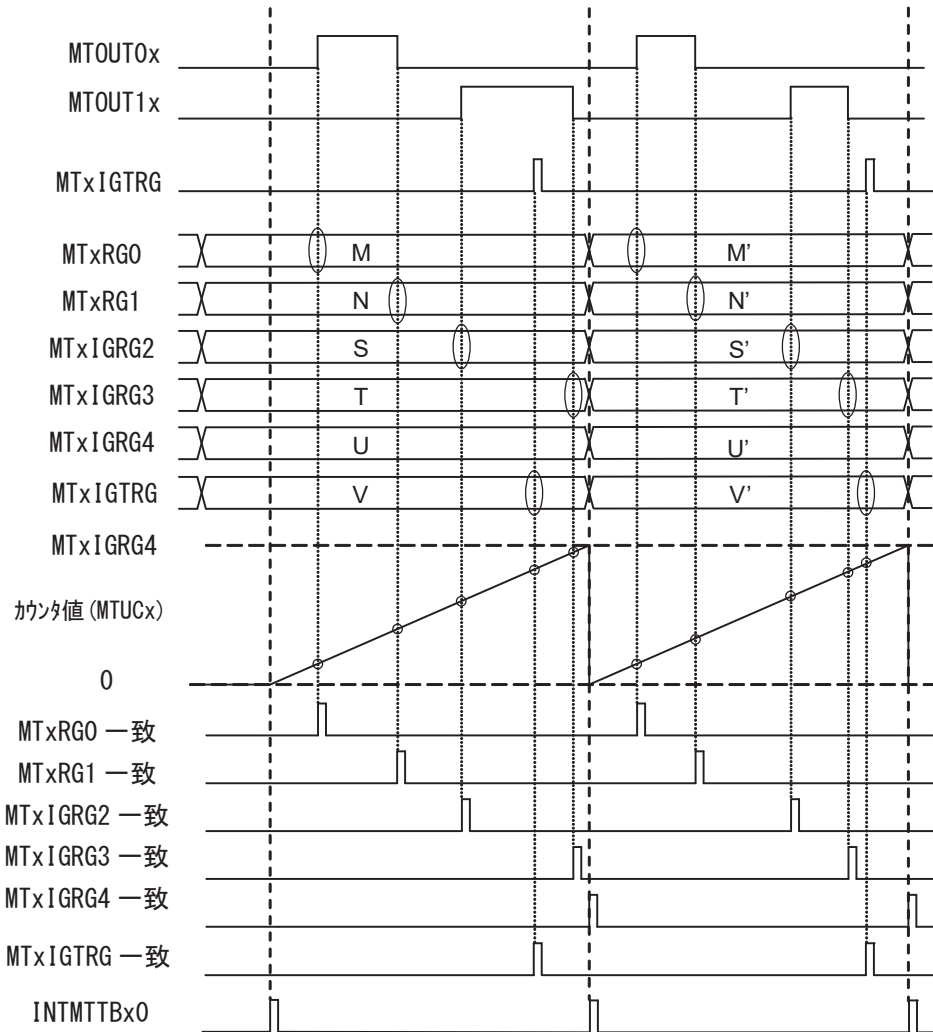 MTOUT0x
MTOUT1x
MTxIGTRG
MTxRG0 M M’
MTxRG1 N N’
MTxIGRG2 S S’
MTxIGRG3 T T’
MTxIGRG4 U U’
MTxIGTRG V V’
MTxIGRG4
ｶｳﾝﾀ値(MTUCx)
0
MTxRG0 一致
MTxRG1 一致
MTxIGRG2 一致
MTxIGRG3 一致
MTxIGRG4 一致
MTxIGTRG 一致
INTMTTBx0